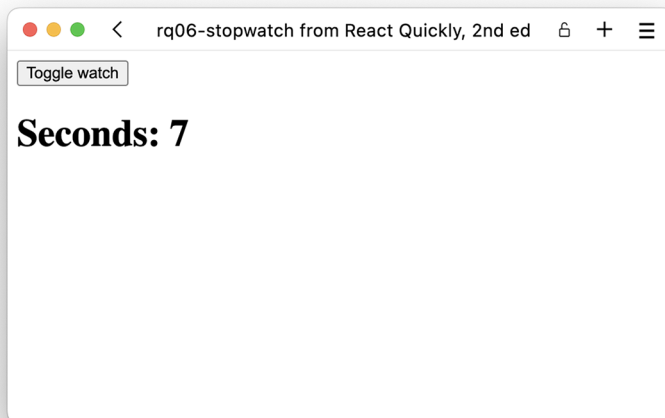 rq06-stopwatch from React Quickly, 2nd ed
Toggle watch
Seconds: 7